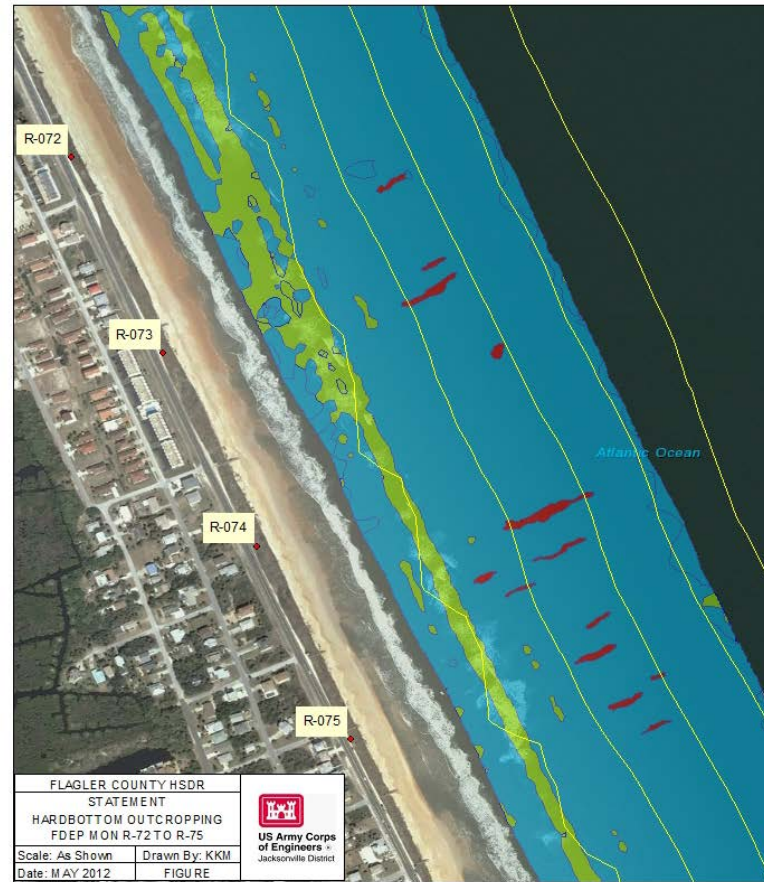 R-072
R-073
Atlantic Ocean
R-074
R-075
FLAGLER COUNTY HSDR
STATEMENT
HARDBOTTOM OUTCROPPING
FDEP MON R-72 TO R-75
Scale: As Shown
Drawn By: KKM
Date: MAY 2012
FIGURE
US Army Corps
of Engineers
Jacksonville District